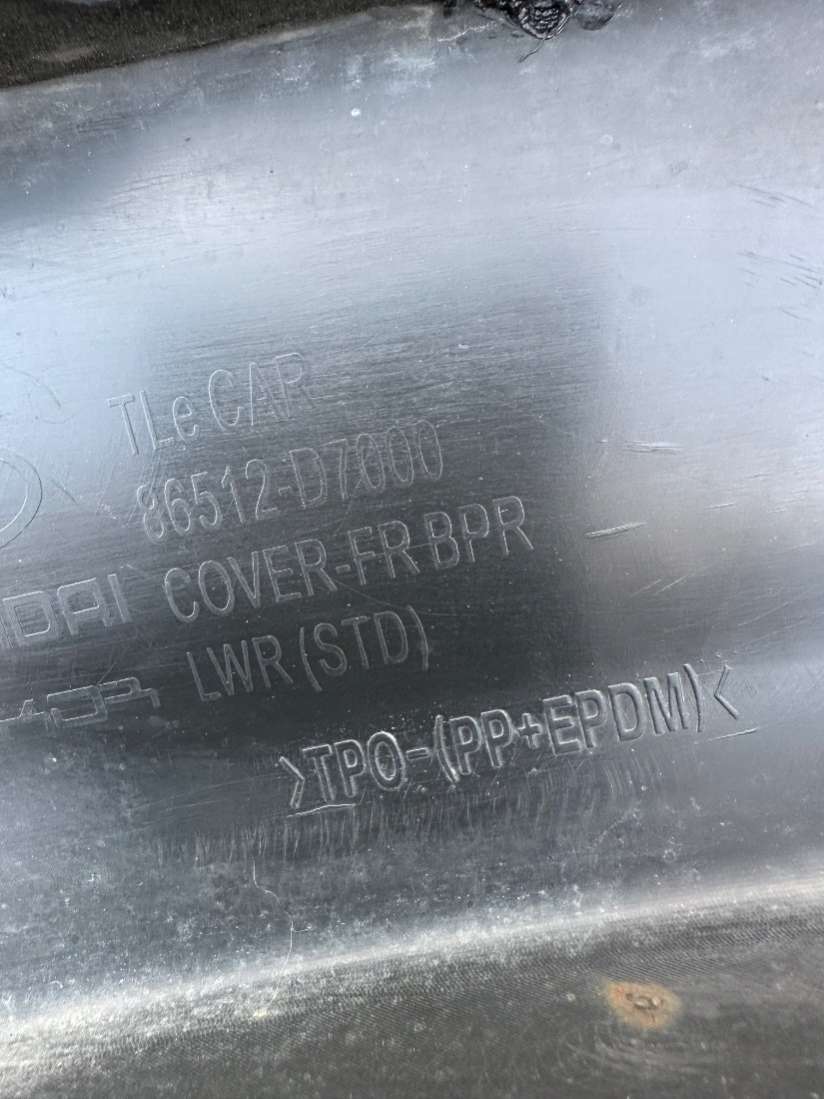 TLe CAR
86512-D7000
COVER-FR BPR
LWR (STD)
>TPO-(PP+EPDM)<